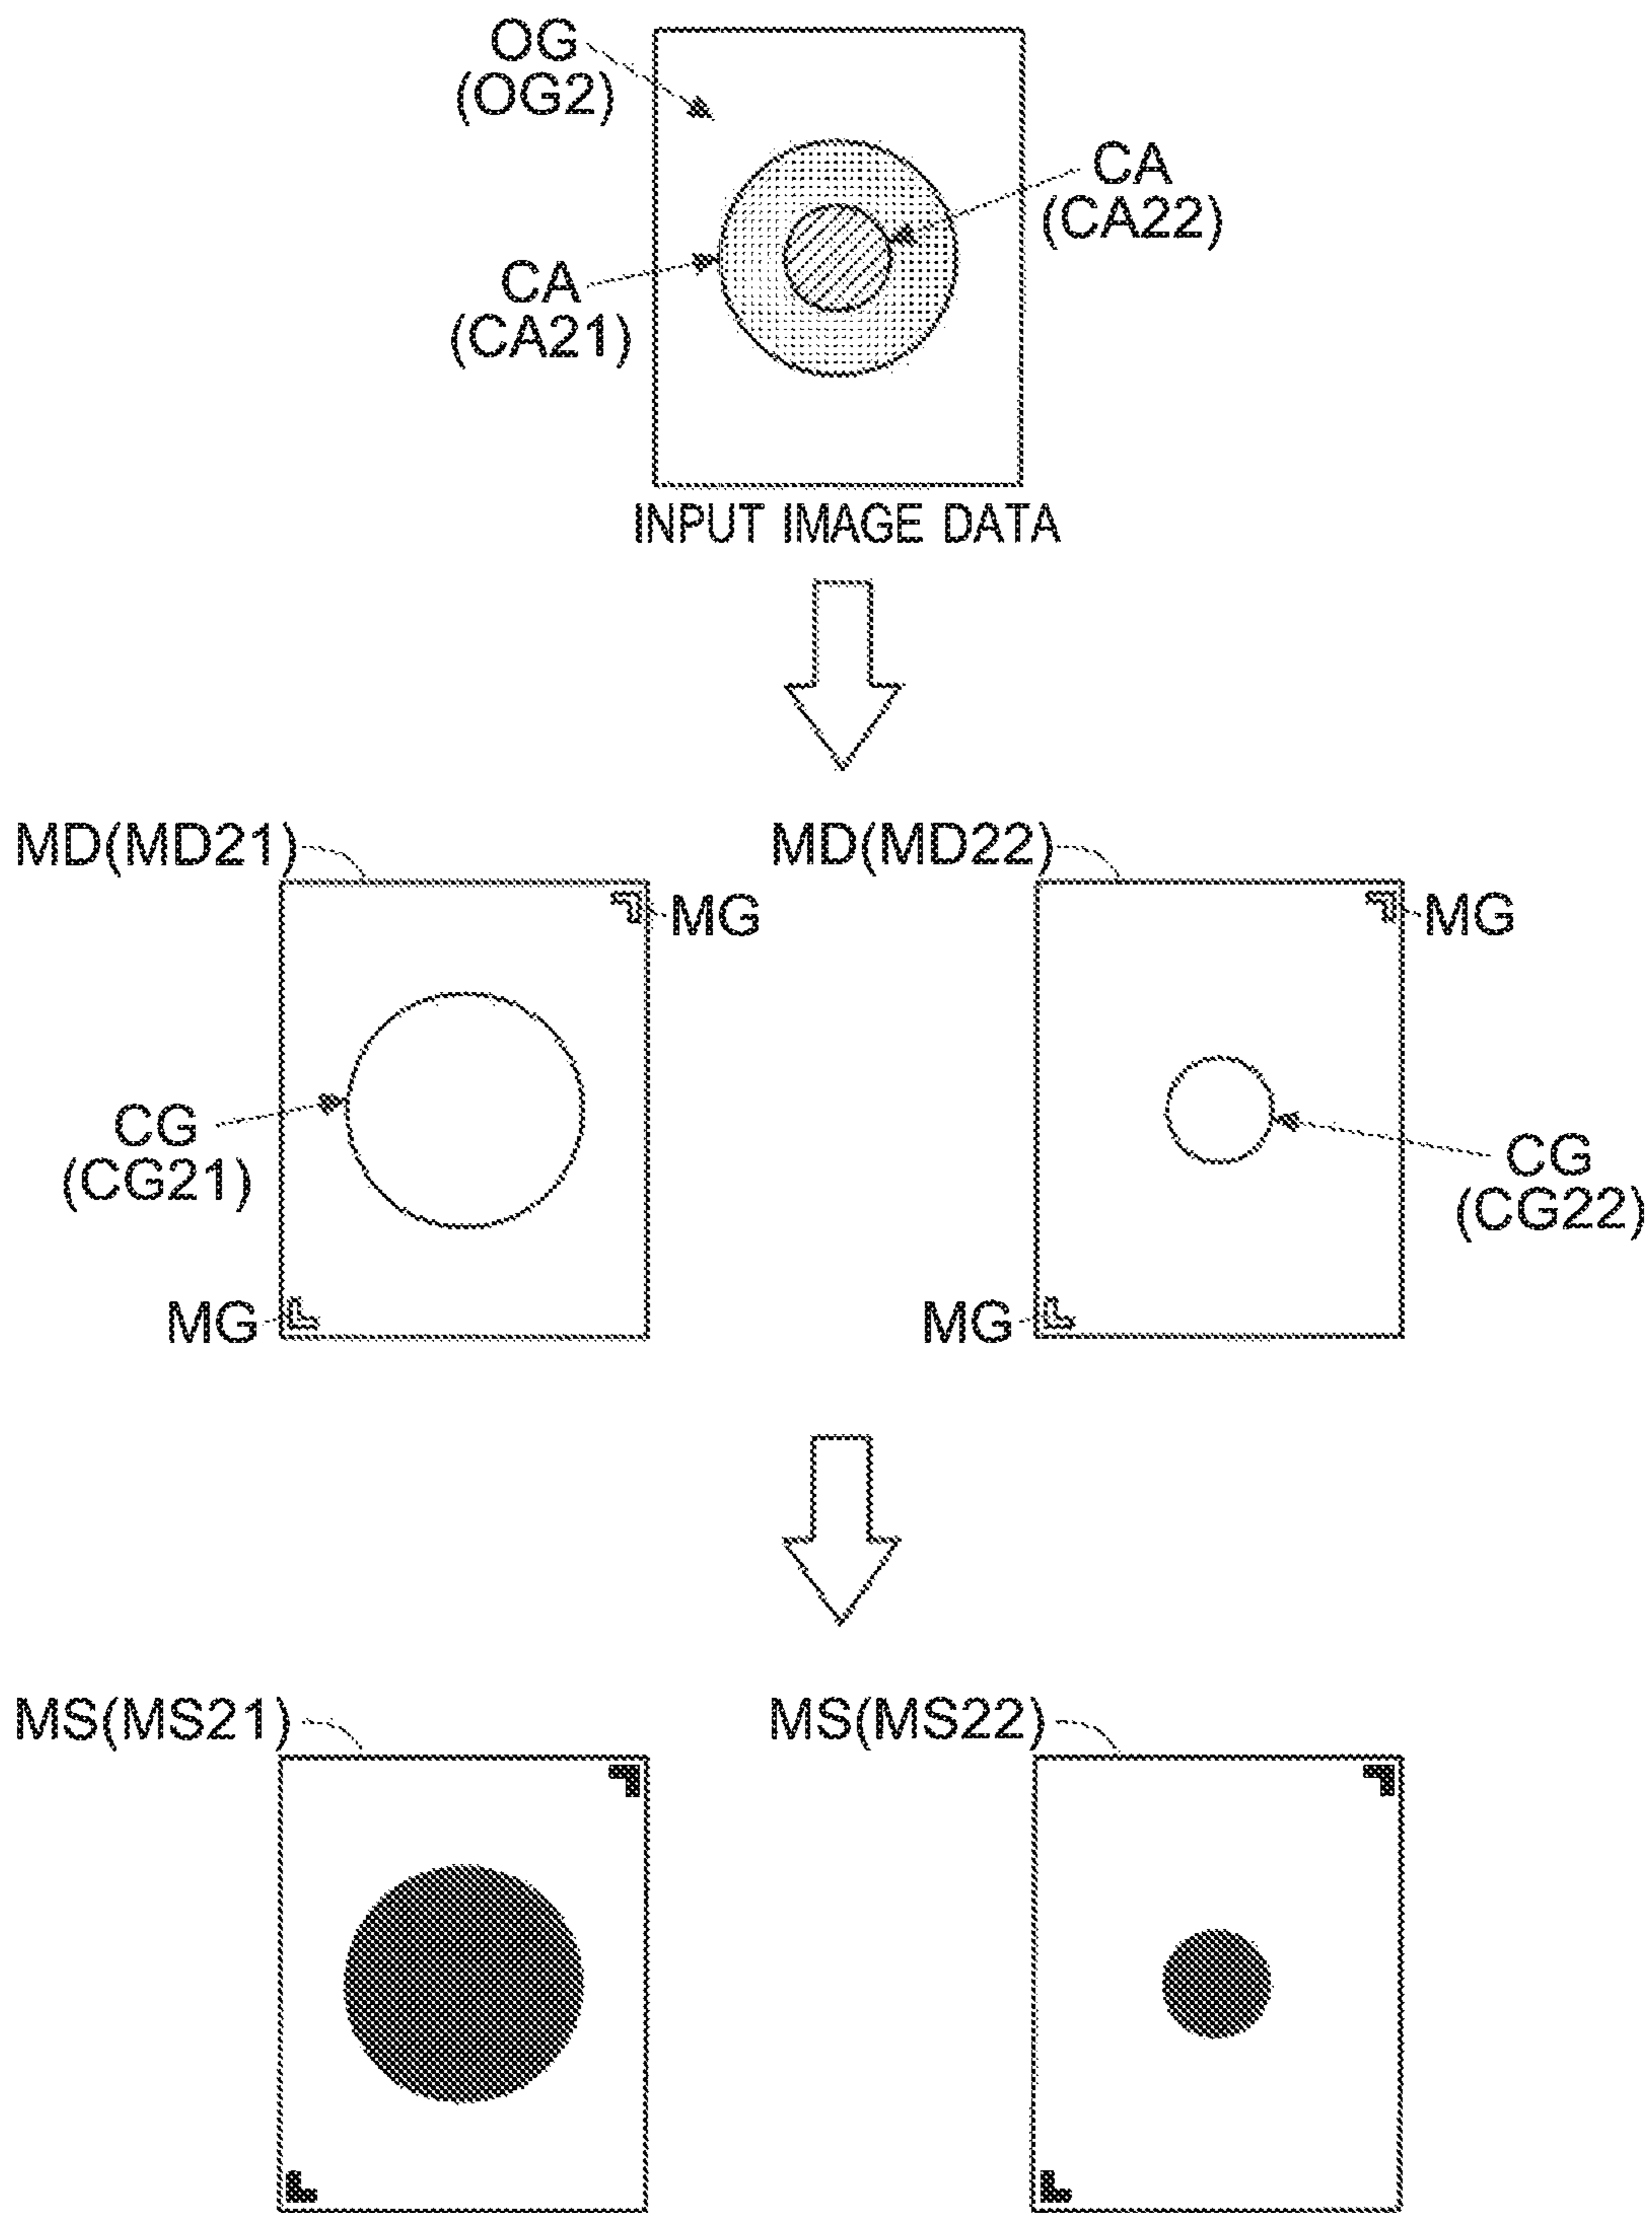 OG
(OG2)
CA
(CA22)
CA
(CA21)
INPUT IMAGE DATA
MD(MD21)
MD(MD22)
MG
MG
CG
(CG21)
CG
(CG22)
MG
MG
MS(MS21)
MS(MS22)